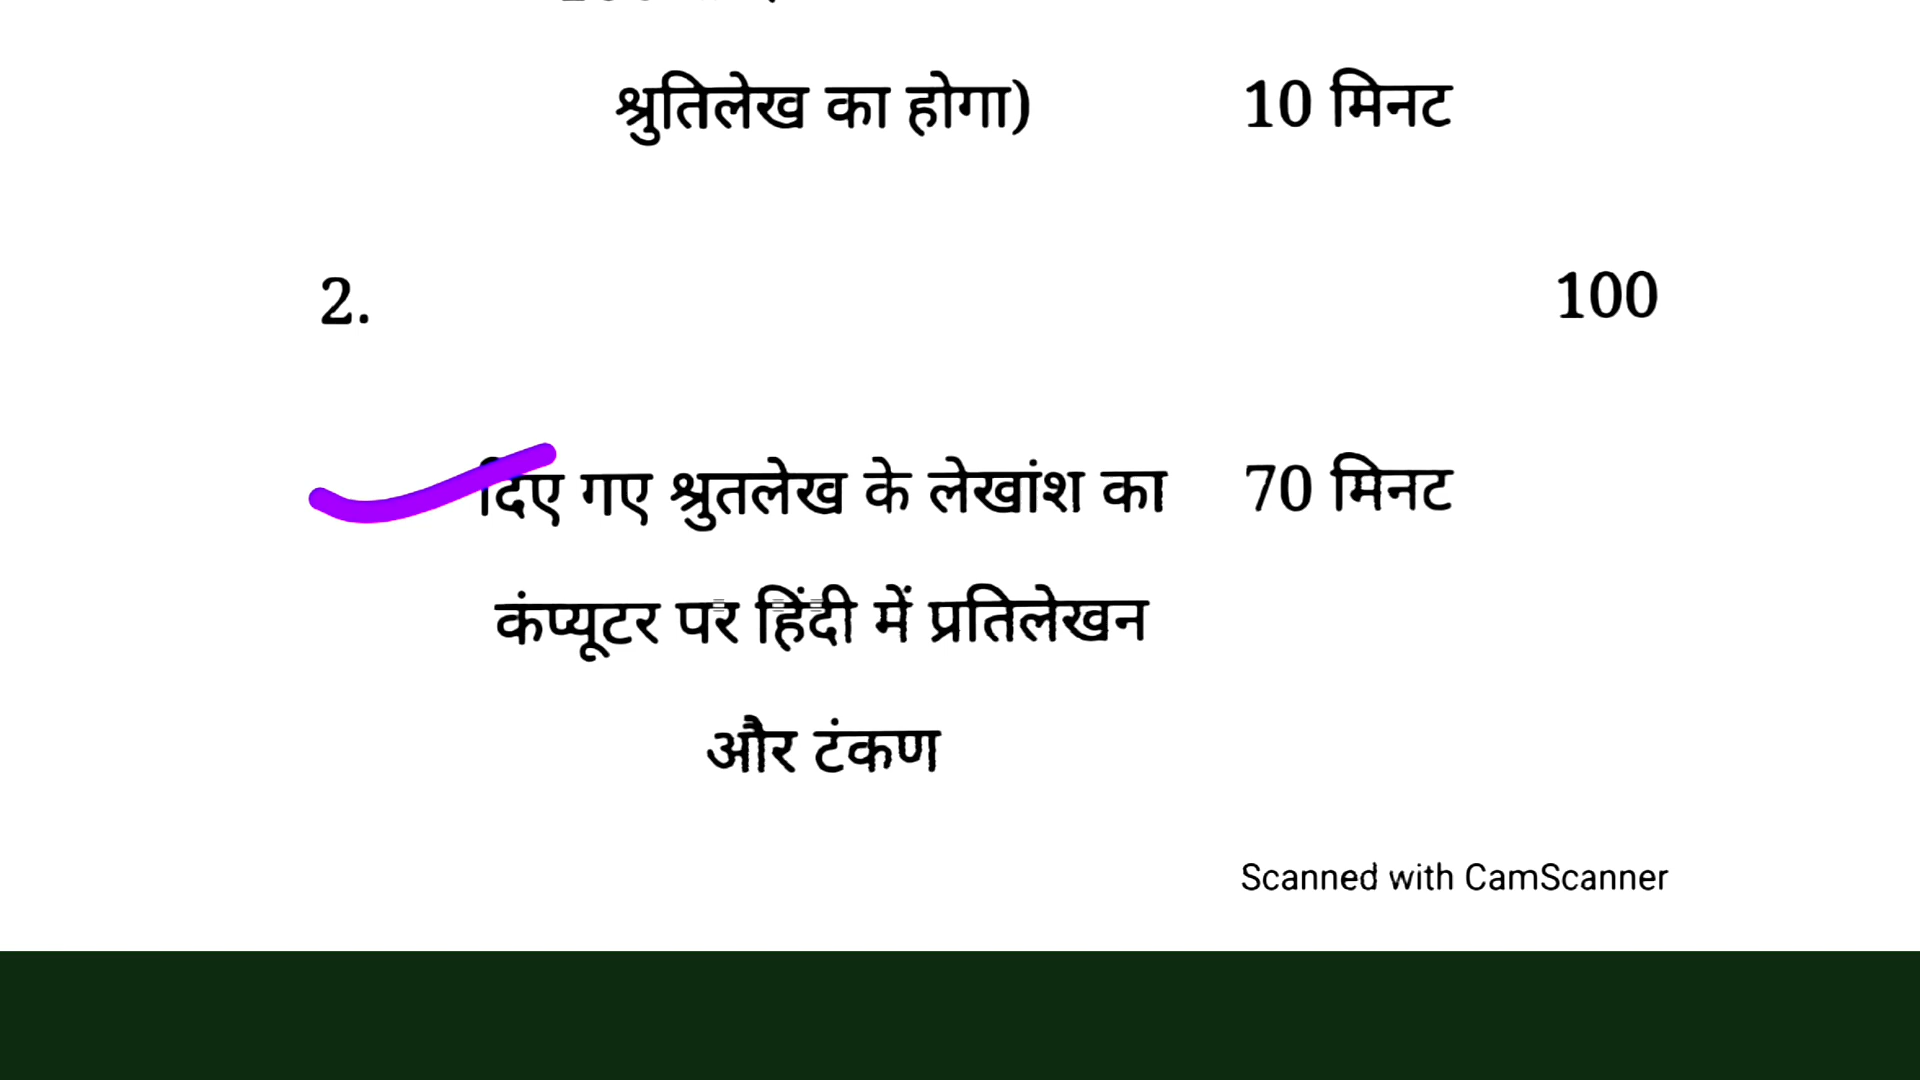 श्रुतिलेख का होगा) 10 मिनट
2. 100
दिए गए श्रुतलेख के लेखांश का 70 मिनट
कंप्यूटर पर हिंदी में प्रतिलेखन
और टंकण
Scanned with CamScanner